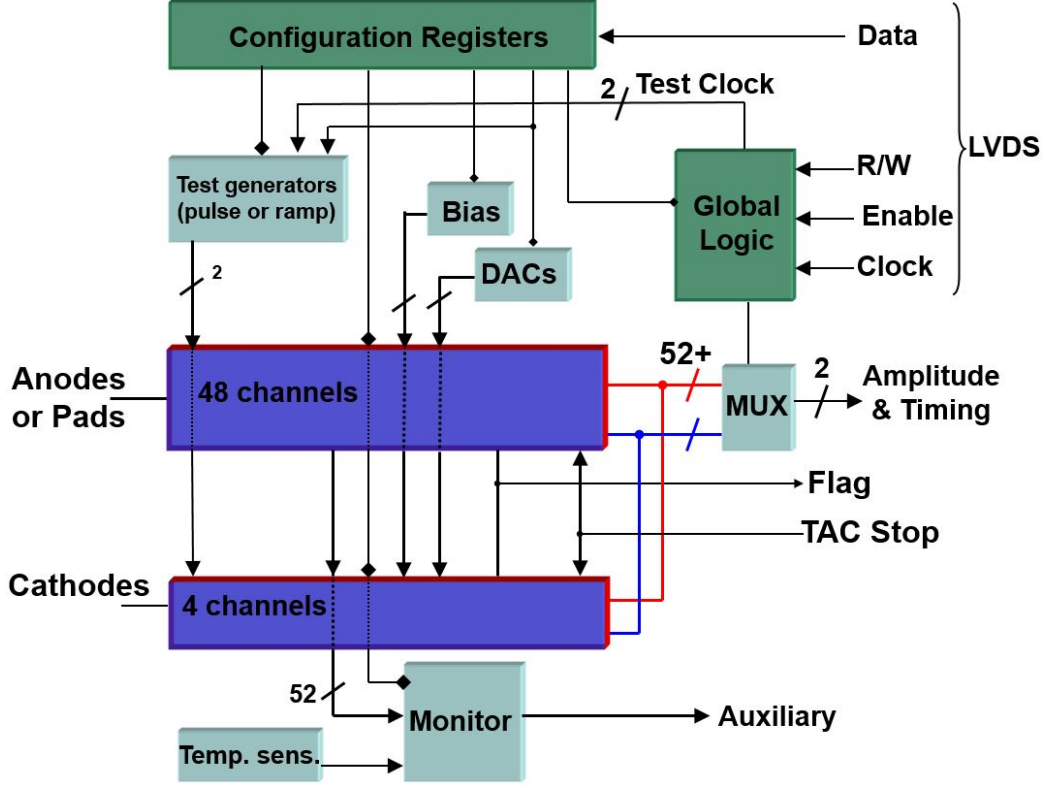 Configuration Registers
Data
2 Test Clock
LVDS
Test generators
(pulse or ramp)
Bias
Global
Logic
R/W
Enable
Clock
DACs
2
Anodes
or Pads
48 channels
52+
MUX
2
Amplitude
& Timing
Flag
TAC Stop
Cathodes
4 channels
52
Monitor
Auxiliary
Temp. sens.